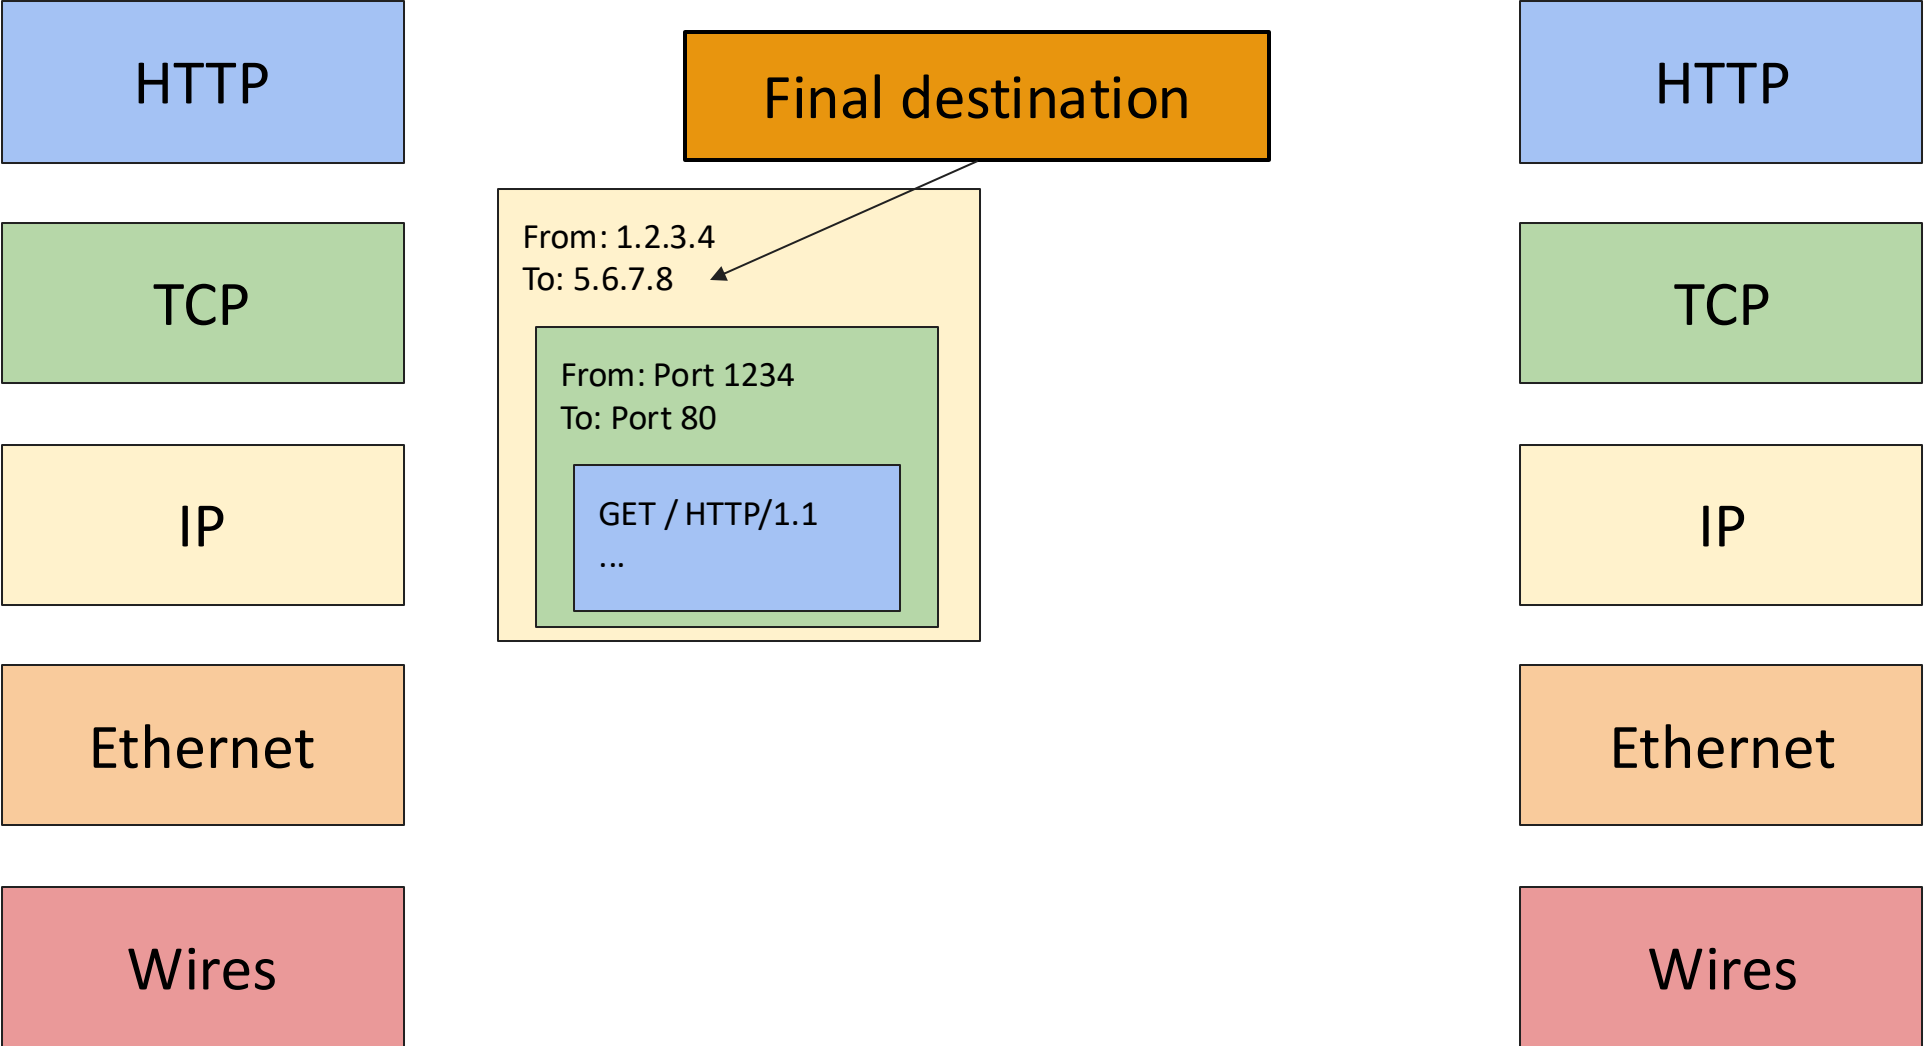 HTTP
TCP
IP
Ethernet
Wires
Final destination
From: 1.2.3.4
To: 5.6.7.8
From: Port 1234
To: Port 80
GET / HTTP/1.1
...
HTTP
TCP
IP
Ethernet
Wires